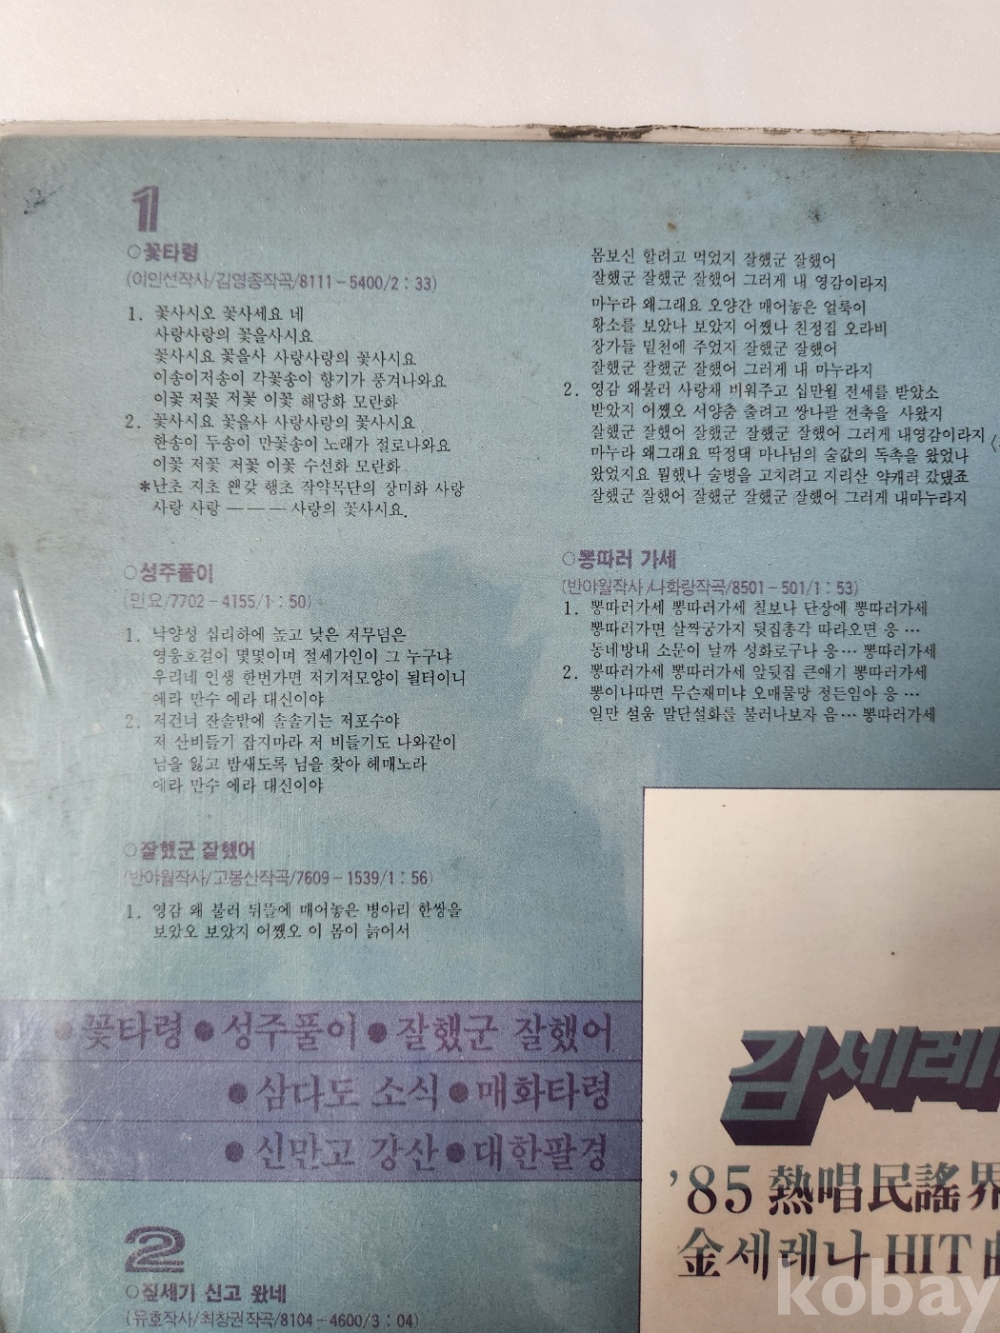 1
○꽃타령
(이인선작사/김영종작곡/8111-5400/2:33)
1. 꽃사시오 꽃사세요 네
사랑사랑의 꽃을사시요
꽃사시요 꽃을사 사랑사랑의 꽃사시요
이송이저송이 각꽃송이 향기가 풍겨나와요
이꽃 저꽃 저꽃 이꽃 해당화 모란화
2. 꽃사시요 꽃을사 사랑사랑의 꽃사시요
한송이 두송이 만꽃송이 노래가 절로나와요
이꽃 저꽃 저꽃 이꽃 수선화 모란화
*난초 지초 왠갖 행초 작약목단의 장미화 사랑
사랑 사랑 ─ ─ ─ 사랑의 꽃사시요.
○성주풀이
(민요/7702-4155/1:50)
1. 낙양성 십리하에 높고 낮은 저무덤은
영웅호걸이 몇몇이며 절세가인이 그 누구냐
우리네 인생 한번가면 저기저모양이 될터이니
에라 만수 에라 대신이야
2. 저건너 잔솔밭에 솔솔기는 저포수야
저 산비들기 잡지마라 저 비들기도 나와같이
님을 잃고 밤새도록 님을 찾아 헤매노라
에라 만수 에라 대신이야
○잘했군 잘했어
(반야월작사/고봉산작곡/7609-1539/1:56)
1. 영감 왜 불러 뒤뜰에 매어놓은 병아리 한쌍을
보았오 보았지 어쨌오 이 몸이 늙어서
몸보신 할려고 먹었지 잘했군 잘했어
잘했군 잘했군 잘했어 그러게 내 영감이라지
마누라 왜그래요 오양간 매어놓은 얼룩이
황소를 보았나 보았지 어쨌나 친정집 오라비
장가들 밑천에 주었지 잘했군 잘했어
잘했군 잘했군 잘했어 그러게 내 마누라지
2. 영감 왜불러 사랑채 비워주고 십만월 전세를 받았소
받았지 어쨌오 서양춤 출려고 쌍나팔 전축을 사왔지
잘했군 잘했어 잘했군 잘했군 잘했어 그러게 내영감이라지
마누라 왜그래요 딱정댁 마나님의 술값의 독촉을 왔었나
왔었지요 뭘했나 술병을 고치려고 지리산 약캐러 갔댔죠
잘했군 잘했어 잘했군 잘했군 잘했어 그러게 내마누라지
○뽕따러 가세
(반야월작사/나화랑작곡/8501-501/1:53)
1. 뽕따러가세 뽕따러가세 칠보나 단장에 뽕따러가세
뽕따러가면 살짝궁가지 뒷집총각 따라오면 응…
동네방내 소문이 날까 성화로구나 응… 뽕따러가세
2. 뽕따러가세 뽕따러가세 앞뒷집 큰애기 뽕따러가세
뽕이나따면 무슨재미냐 오매물망 정든임아 응…
일만 설움 말단설화를 불러나보자 음… 뽕따러가세
●꽃타령●성주풀이●잘했군 잘했어
●삼다도 소식●매화타령
●신만고 강산●대한팔경
김세레
'85 熱唱民謠界
金세레나 HIT 曲
2
○짚세기 신고 왔네
(유호작사/최창권작곡/8104-4600/3:04)
kobay